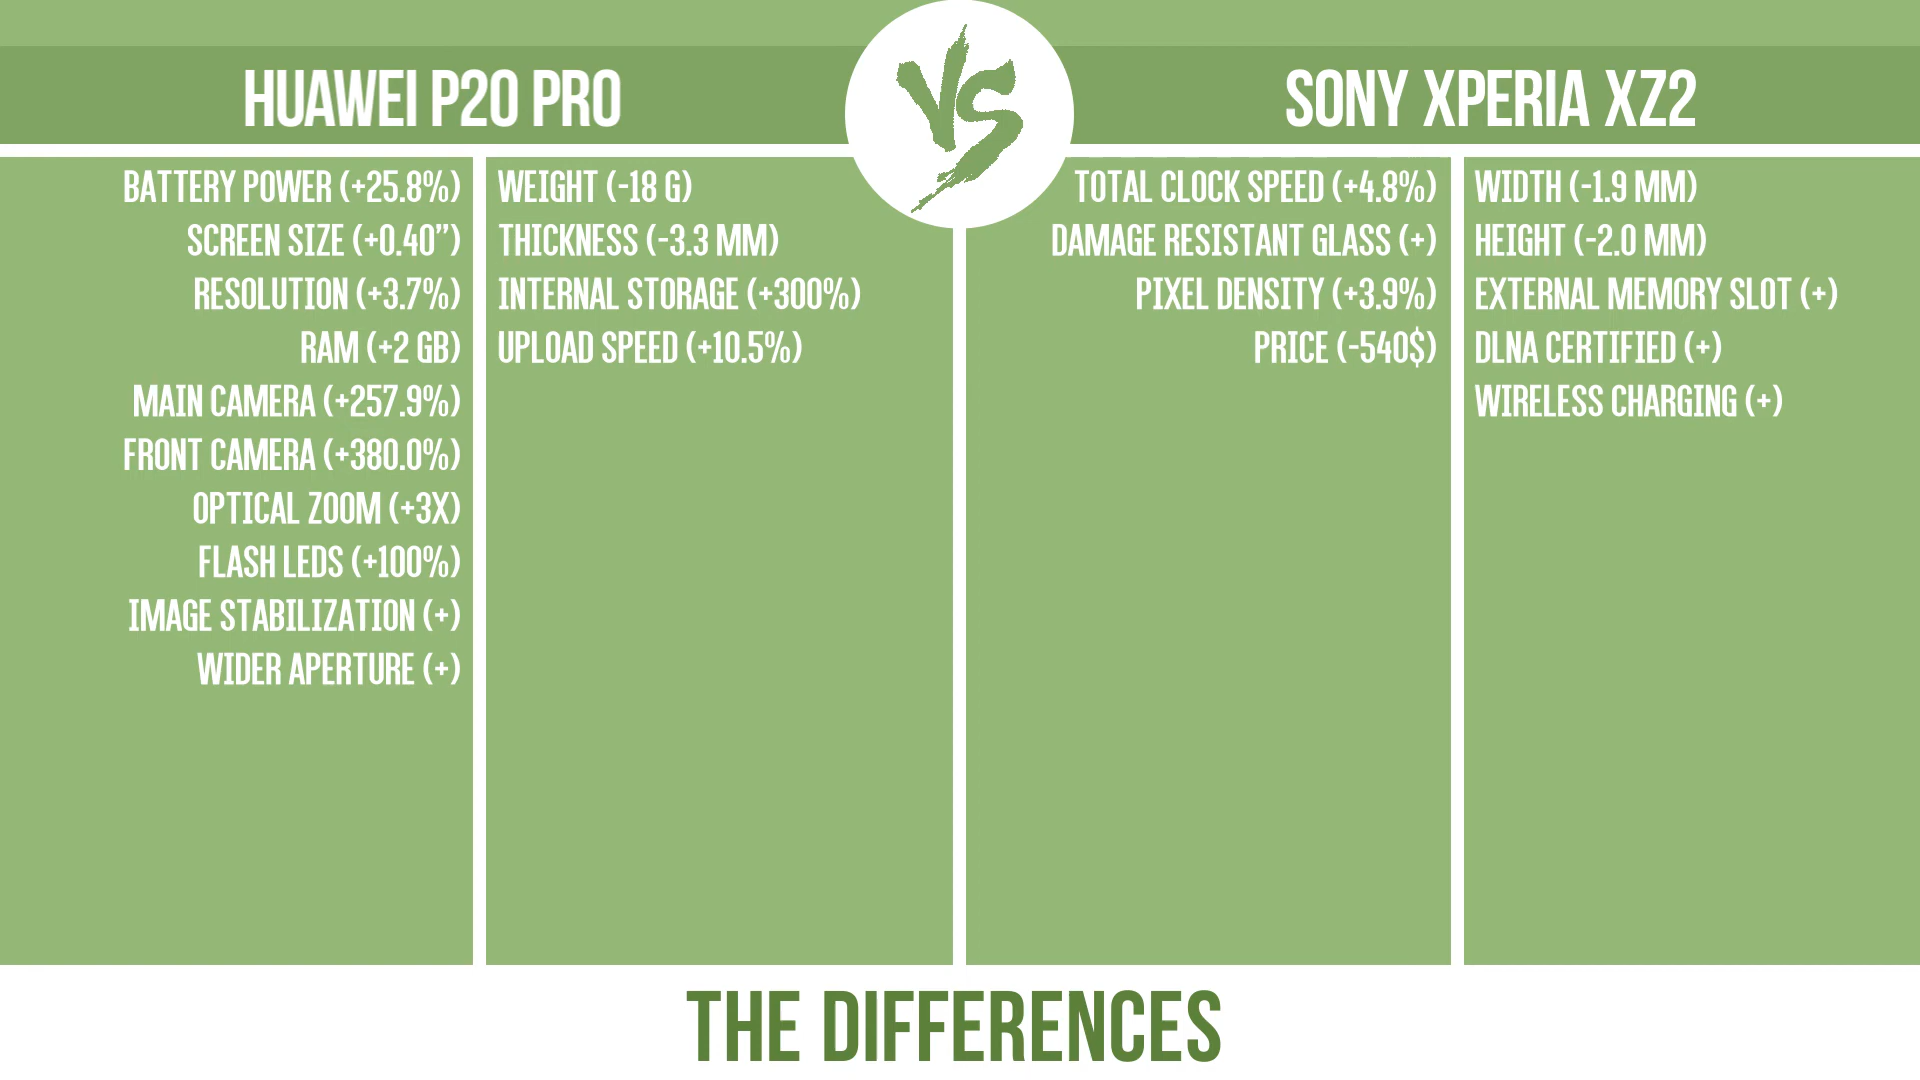 HUAWEI P20 PRO
VS
SONY XPERIA XZ2
BATTERY POWER (+25.8%)
SCREEN SIZE (+0.40”)
RESOLUTION (+3.7%)
RAM (+2 GB)
MAIN CAMERA (+257.9%)
FRONT CAMERA (+380.0%)
OPTICAL ZOOM (+3X)
FLASH LEDS (+100%)
IMAGE STABILIZATION (+)
WIDER APERTURE (+)
WEIGHT (-18 G)
THICKNESS (-3.3 MM)
INTERNAL STORAGE (+300%)
UPLOAD SPEED (+10.5%)
TOTAL CLOCK SPEED (+4.8%)
DAMAGE RESISTANT GLASS (+)
PIXEL DENSITY (+3.9%)
PRICE (-540$)
WIDTH (-1.9 MM)
HEIGHT (-2.0 MM)
EXTERNAL MEMORY SLOT (+)
DLNA CERTIFIED (+)
WIRELESS CHARGING (+)
THE DIFFERENCES